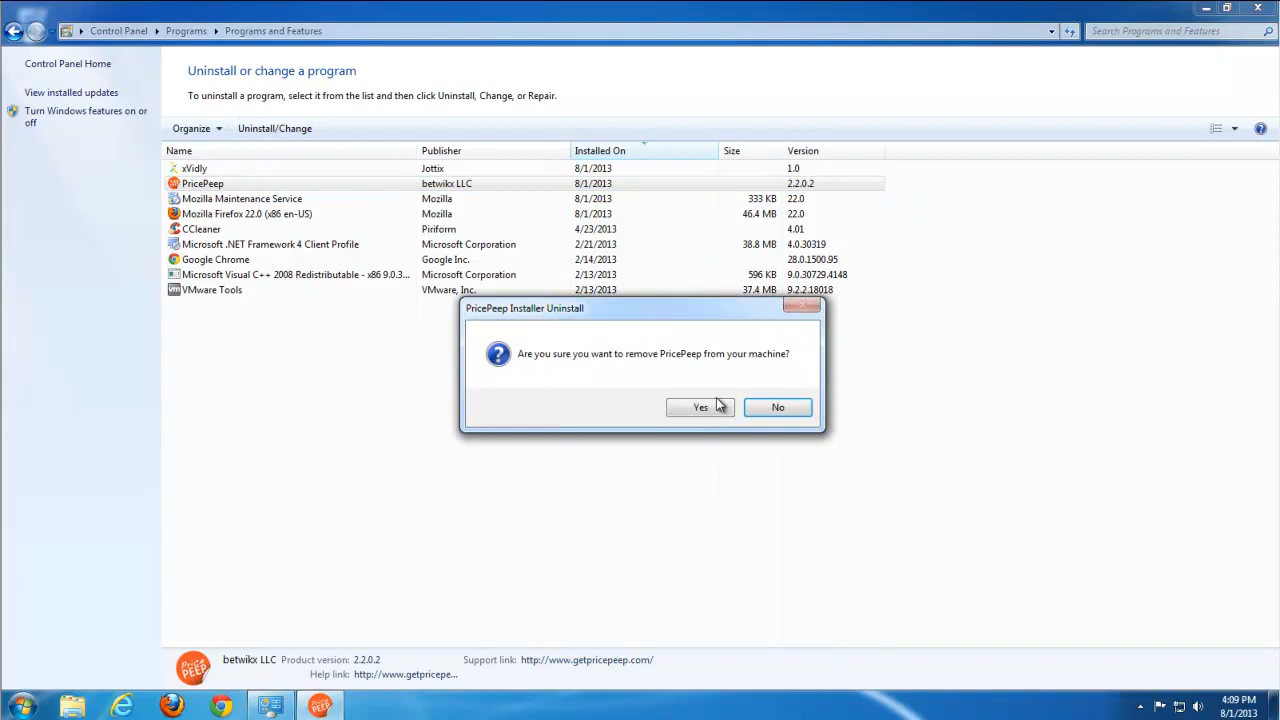 Control Panel Programs Programs and Features Search Programs and Features
Control Panel Home
View installed updates
Turn Windows features on or
off
Uninstall or change a program
To uninstall a program, select it from the list and then click Uninstall, Change, or Repair.
Organize Uninstall/Change
Name Publisher Installed On Size Version
xVidly Jottix 8/1/2013 1.0
PricePeep betwikx LLC 8/1/2013 2.2.0.2
Mozilla Maintenance Service Mozilla 8/1/2013 333 KB 22.0
Mozilla Firefox 22.0 (x86 en-US) Mozilla 8/1/2013 46.4 MB 22.0
CCleaner Piriform 4/23/2013 4.01
Microsoft .NET Framework 4 Client Profile Microsoft Corporation 2/21/2013 38.8 MB 4.0.30319
Google Chrome Google Inc. 2/14/2013 28.0.1500.95
Microsoft Visual C++ 2008 Redistributable - x86 9.0.3... Microsoft Corporation 2/13/2013 596 KB 9.0.30729.4148
VMware Tools VMware, Inc. 2/13/2013 37.4 MB 9.2.2.18018
PricePeep Installer Uninstall
Are you sure you want to remove PricePeep from your machine?
Yes No
Price PEEP
betwikx LLC Product version: 2.2.0.2 Support link: http://www.getpricepeep.com/
Help link: http://www.getpricepe...
4:09 PM
8/1/2013